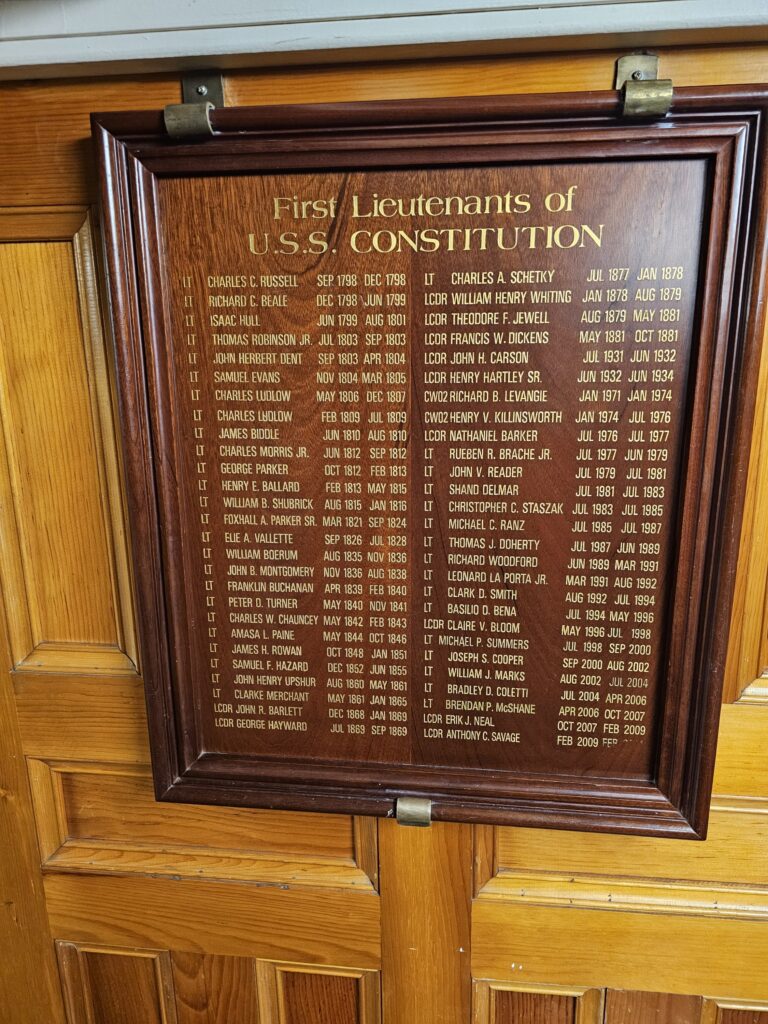 First Lieutenants of
U.S.S. CONSTITUTION
LT CHARLES C. RUSSELL SEP 1798 DEC 1798
LT RICHARD C. BEALE DEC 1798 JUN 1799
LT ISAAC HULL JUN 1799 AUG 1801
LT THOMAS ROBINSON JR. JUL 1803 SEP 1803
LT JOHN HERBERT DENT SEP 1803 APR 1804
LT SAMUEL EVANS NOV 1804 MAR 1805
LT CHARLES LUDLOW MAY 1806 DEC 1807
LT CHARLES LUDLOW FEB 1809 JUL 1809
LT JAMES BIDDLE JUN 1810 AUG 1810
LT CHARLES MORRIS JR. JUN 1812 SEP 1812
LT GEORGE PARKER OCT 1812 FEB 1813
LT HENRY E. BALLARD FEB 1813 MAY 1815
LT WILLIAM B. SHUBRICK AUG 1815 JAN 1816
LT FOXHALL A. PARKER SR. MAR 1821 SEP 1824
LT ELIE A. VALLETTE SEP 1826 JUL 1828
LT WILLIAM BOERUM AUG 1835 NOV 1836
LT JOHN B. MONTGOMERY NOV 1836 AUG 1838
LT FRANKLIN BUCHANAN APR 1839 FEB 1840
LT PETER D. TURNER MAY 1840 NOV 1841
LT CHARLES W. CHAUNCEY MAY 1842 FEB 1843
LT AMASA L. PAINE MAY 1844 OCT 1846
LT JAMES H. ROWAN OCT 1848 JAN 1851
LT SAMUEL F. HAZARD DEC 1852 JUN 1855
LT JOHN HENRY UPSHUR AUG 1860 MAY 1861
LT CLARKE MERCHANT MAY 1861 JAN 1865
LCDR JOHN R. BARLETT DEC 1868 JAN 1869
LCDR GEORGE HAYWARD JUL 1869 SEP 1869
LT CHARLES A. SCHETKY JUL 1877 JAN 1878
LCDR WILLIAM HENRY WHITING JAN 1878 AUG 1879
LCDR THEODORE F. JEWELL AUG 1879 MAY 1881
LCDR FRANCIS W. DICKENS MAY 1881 OCT 1881
LCDR JOHN H. CARSON JUL 1931 JUN 1932
LCDR HENRY HARTLEY SR. JUN 1932 JUN 1934
CWO2 RICHARD B. LEVANGIE JAN 1971 JAN 1974
CWO2 HENRY V. KILLINSWORTH JAN 1974 JUL 1976
LCDR NATHANIEL BARKER JUL 1976 JUL 1977
LT RUEBEN R. BRACHE JR. JUL 1977 JUN 1979
LT JOHN V. READER JUL 1979 JUL 1981
LT SHANO DELMAR JUL 1981 JUL 1983
LT CHRISTOPHER C. STASZAK JUL 1983 JUL 1985
LT MICHAEL C. RANZ JUL 1985 JUL 1987
LT THOMAS J. DOHERTY JUL 1987 JUN 1989
LT RICHARD WOODFORD JUN 1989 MAR 1991
LT LEONARD LA PORTA JR. MAR 1991 AUG 1992
LT CLARK D. SMITH AUG 1992 JUL 1994
LT BASILIO D. BENA JUL 1994 MAY 1996
LCDR CLAIRE V. BLOOM MAY 1996 JUL 1998
LT MICHAEL P. SUMMERS JUL 1998 SEP 2000
LT JOSEPH S. COOPER SEP 2000 AUG 2002
LT WILLIAM J. MARKS AUG 2002 JUL 2004
LT BRADLEY D. COLETTI JUL 2004 APR 2006
LT BRENDAN P. McSHANE APR 2006 OCT 2007
LCDR ERIK J. NEAL OCT 2007 FEB 2009
LCDR ANTHONY C. SAVAGE FEB 2009 FEB